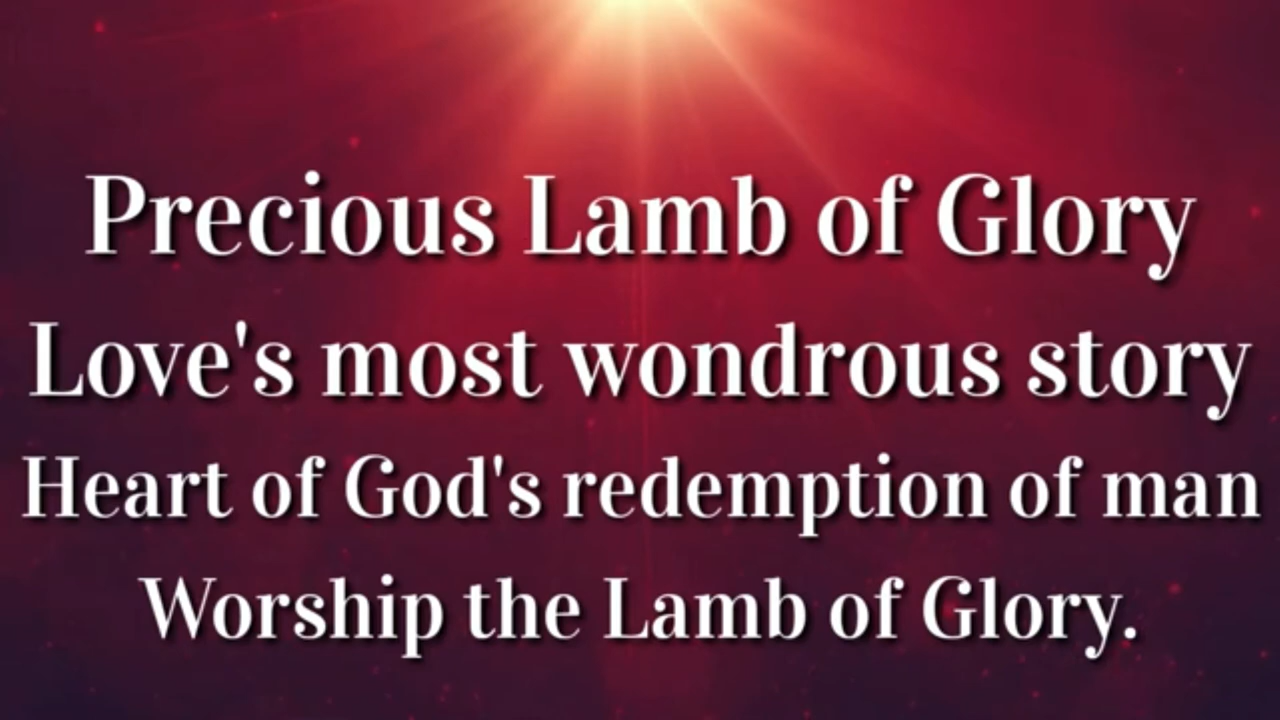 Precious Lamb of Glory
Love's most wondrous story
Heart of God's redemption of man
Worship the Lamb of Glory.